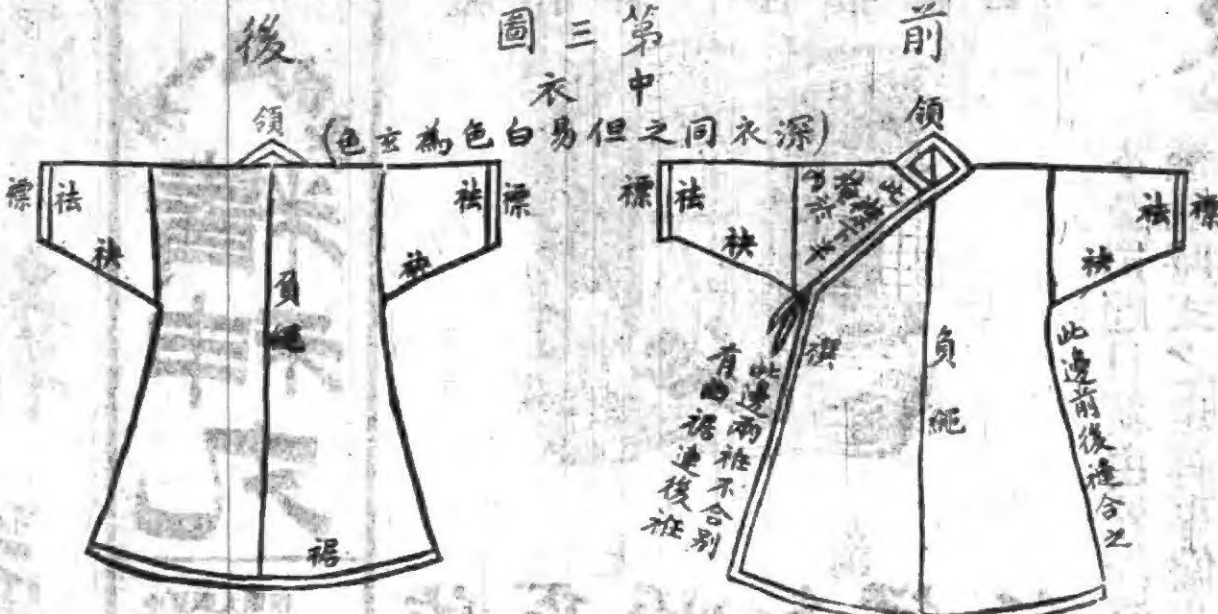 第三圖
中衣
(深衣同之但易白色為玄色)
前
領
褾
袪
袂
此邊前後縫合之
負繩
褾
袪
袂
此邊兩衽不合別
有曲裾連後衽
後
領
褾
袪
袂
負繩
褾
袪
袂
裾